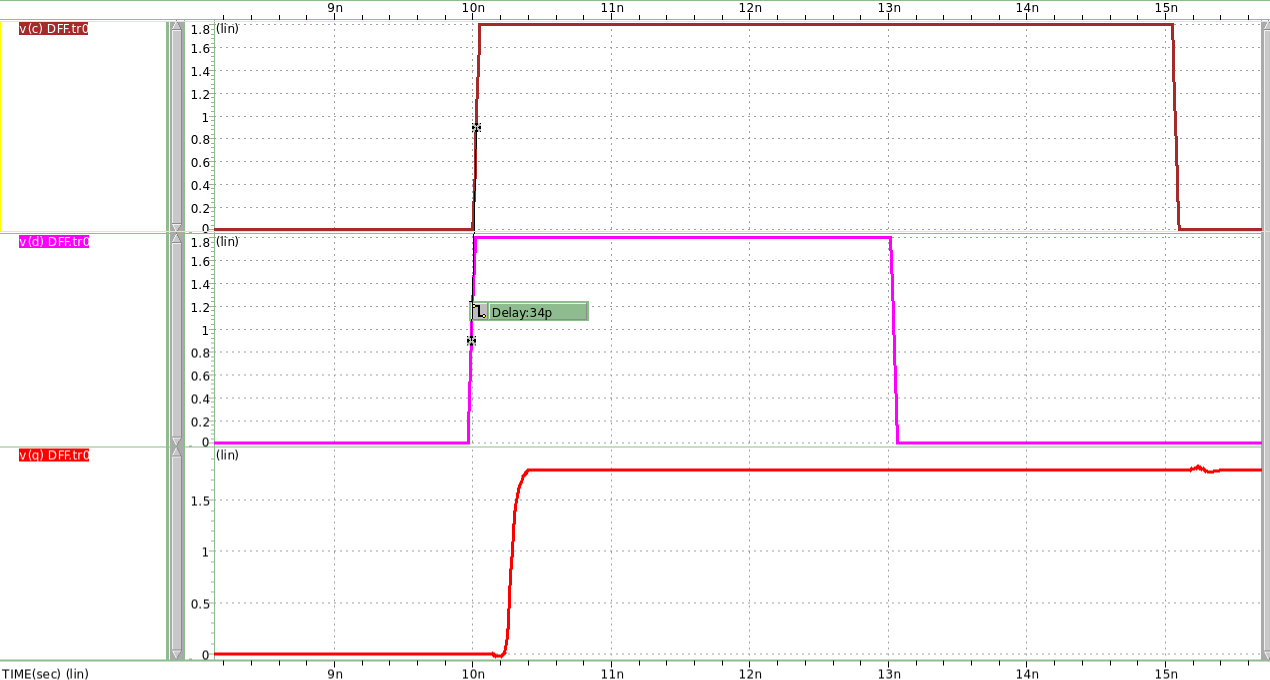 9n 10n 11n 12n 13n 14n 15n
v(c) DFF.tr0
(lin)
1.8
1.6
1.4
1.2
1
0.8
0.6
0.4
0.2
0
v(d) DFF.tr0
(lin)
1.8
1.6
1.4
1.2
Delay:34p
1
0.8
0.6
0.4
0.2
0
v(q) DFF.tr0
(lin)
1.5
1
0.5
0
TIME(sec) (lin)
9n 10n 11n 12n 13n 14n 15n